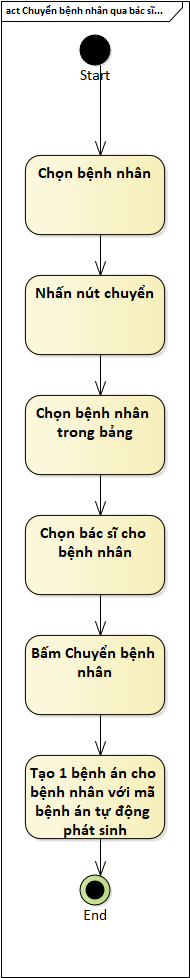 act Chuyển bệnh nhân qua bác sĩ...
Start
Chọn bệnh nhân
Nhấn nút chuyển
Chọn bệnh nhân
trong bảng
Chọn bác sĩ cho
bệnh nhân
Bấm Chuyển bệnh
nhân
Tạo 1 bệnh án cho
bệnh nhân với mã
bệnh án tự động
phát sinh
End